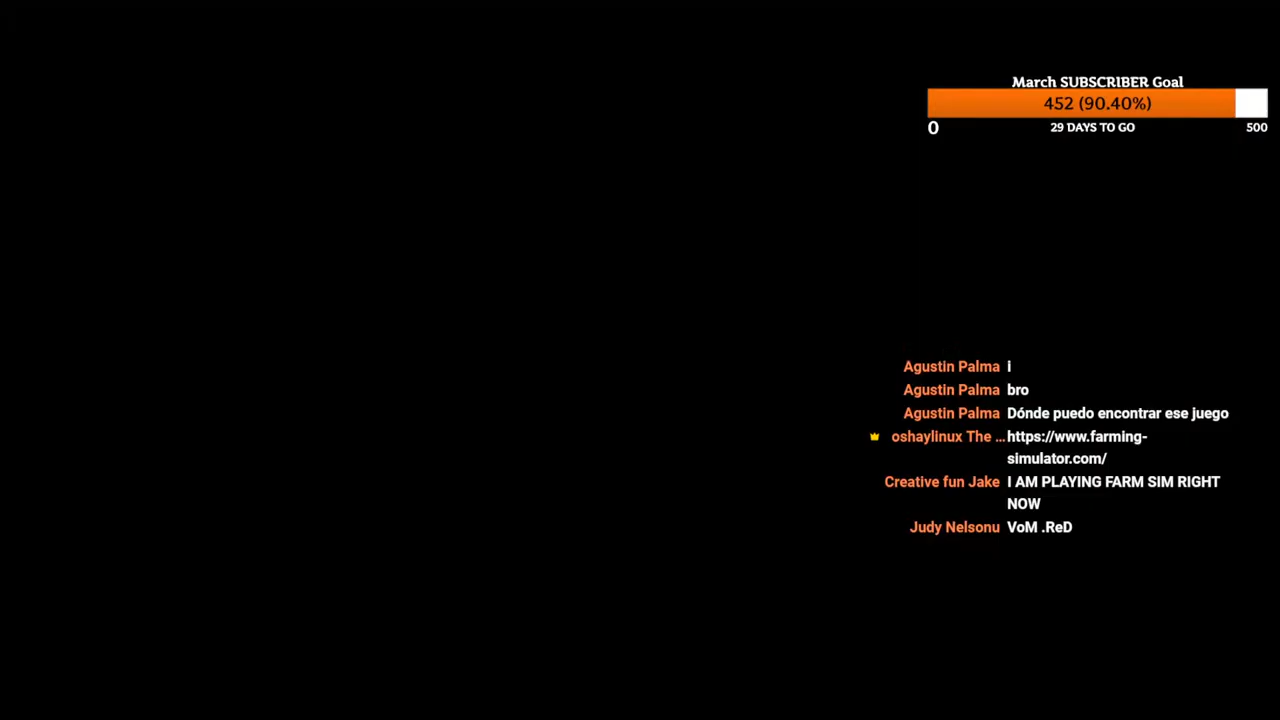 March SUBSCRIBER Goal
452 (90.40%)
0 29 DAYS TO GO 500
Agustin Palma i
Agustin Palma bro
Agustin Palma Dónde puedo encontrar ese juego
oshaylinux The ... https://www.farming-
simulator.com/
Creative fun Jake I AM PLAYING FARM SIM RIGHT
NOW
Judy Nelsonu VoM .ReD